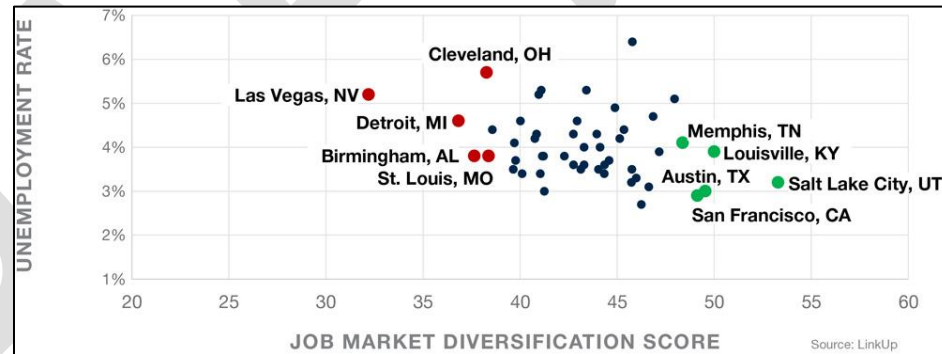 UNEMPLOYMENT RATE
7%
6%
5%
4%
3%
2%
1%
Cleveland, OH
Las Vegas, NV
Detroit, MI
Birmingham, AL
St. Louis, MO
Memphis, TN
Louisville, KY
Austin, TX
Salt Lake City, UT
San Francisco, CA
20 25 30 35 40 45 50 55 60
JOB MARKET DIVERSIFICATION SCORE
Source: LinkUp